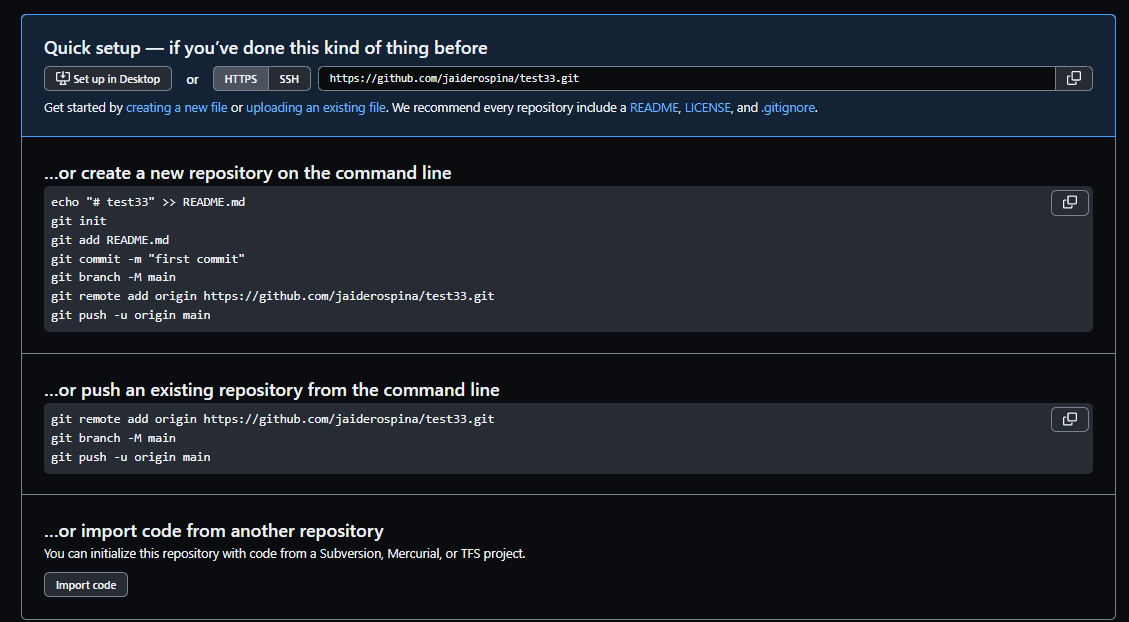 Quick setup — if you’ve done this kind of thing before
Set up in Desktop or HTTPS SSH https://github.com/jaiderospina/test33.git
Get started by creating a new file or uploading an existing file. We recommend every repository include a README, LICENSE, and .gitignore.
…or create a new repository on the command line
echo "# test33" >> README.md
git init
git add README.md
git commit -m "first commit"
git branch -M main
git remote add origin https://github.com/jaiderospina/test33.git
git push -u origin main
…or push an existing repository from the command line
git remote add origin https://github.com/jaiderospina/test33.git
git branch -M main
git push -u origin main
…or import code from another repository
You can initialize this repository with code from a Subversion, Mercurial, or TFS project.
Import code